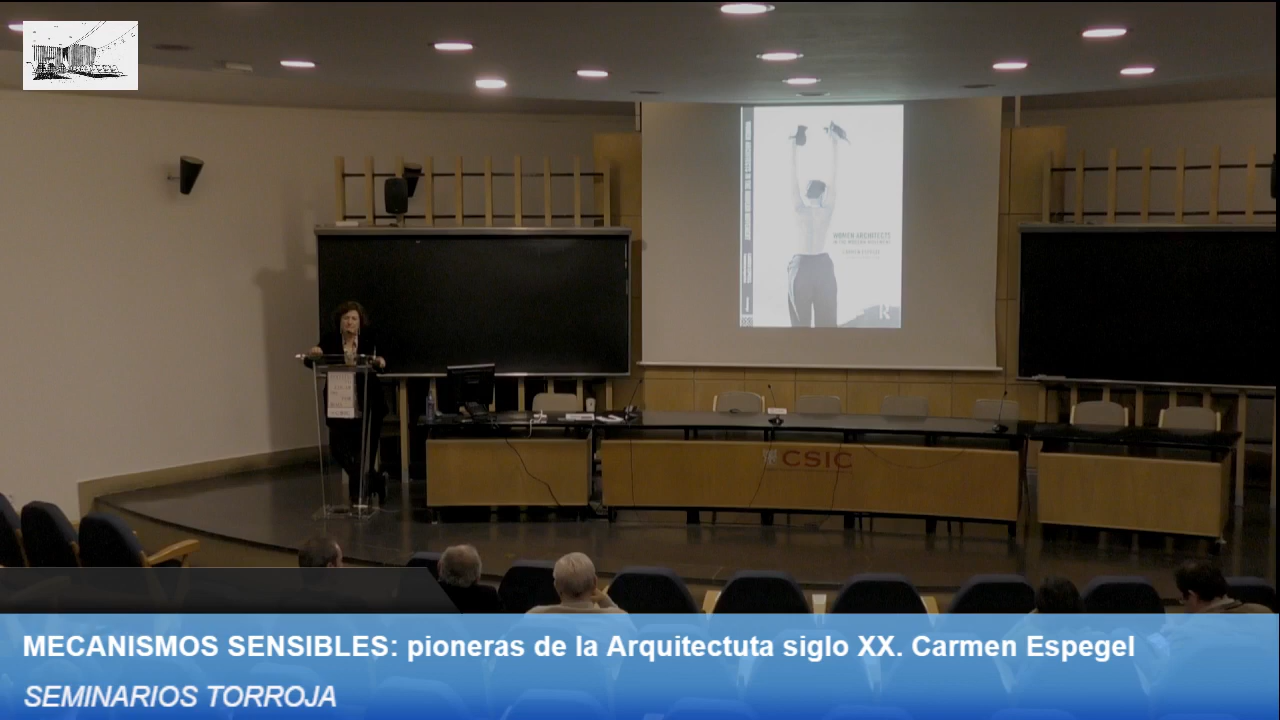 WOMEN ARCHITECTS
CSIC
MECANISMOS SENSIBLES: pioneras de la Arquitectuta siglo XX. Carmen Espegel
SEMINARIOS TORROJA